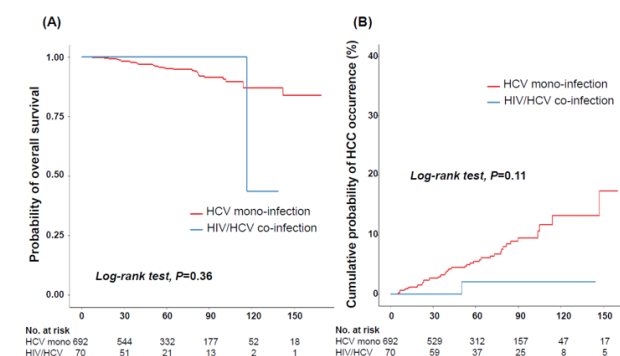 (A)
Probability of overall survival
1.00
0.75
0.50
0.25
0.00
HCV mono-infection
HIV/HCV co-infection
Log-rank test, P=0.36
0 30 60 90 120 150
No. at risk
HCV mono 692 544 332 177 52 18
HIV/HCV 70 51 21 13 2 1
(B)
Cumulative probability of HCC occurrence (%)
40
30
20
10
0
HCV mono-infection
HIV/HCV co-infection
Log-rank test, P=0.11
0 30 60 90 120 150
No. at risk
HCV mono 692 529 312 157 47 17
HIV/HCV 70 59 37 25 8 5